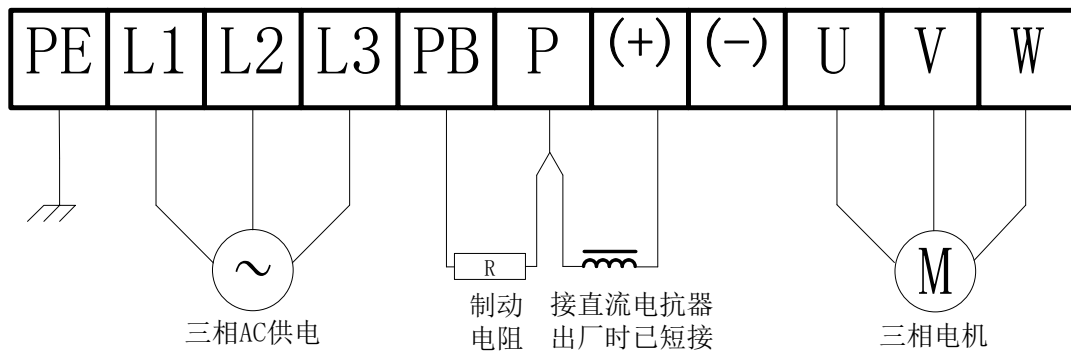 PE L1 L2 L3 PB P (+) (-) U V W
~
R
M
制动
电阻
接直流电抗器
出厂时已短接
三相AC供电
三相电机